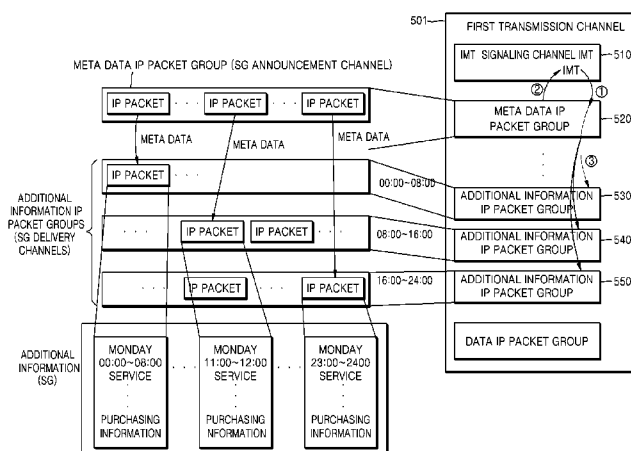 501
FIRST TRANSMISSION CHANNEL
IMT SIGNALING CHANNEL IMT
510
IMT
②
①
META DATA IP PACKET GROUP (SG ANNOUNCEMENT CHANNEL)
IP PACKET · · · IP PACKET · · · IP PACKET
META DATA IP
PACKET GROUP
520
META DATA
META DATA
META DATA
③
ADDITIONAL
INFORMATION IP
PACKET GROUPS
(SG DELIVERY
CHANNELS)
IP PACKET · · ·
00:00~08:00
ADDITIONAL INFORMATION
IP PACKET GROUP
530
· · · IP PACKET IP PACKET · · ·
08:00~16:00
ADDITIONAL INFORMATION
IP PACKET GROUP
540
· · · IP PACKET · · · IP PACKET
16:00~24:00
ADDITIONAL INFORMATION
IP PACKET GROUP
550
DATA IP PACKET GROUP
ADDITIONAL
INFORMATION
(SG)
MONDAY
00:00~08:00
SERVICE
PURCHASING
INFORMATION
· · ·
MONDAY
11:00~12:00
SERVICE
PURCHASING
NFORMATION
· · ·
MONDAY
23:00~2400
SERVICE
PURCHASING
INFORMATION